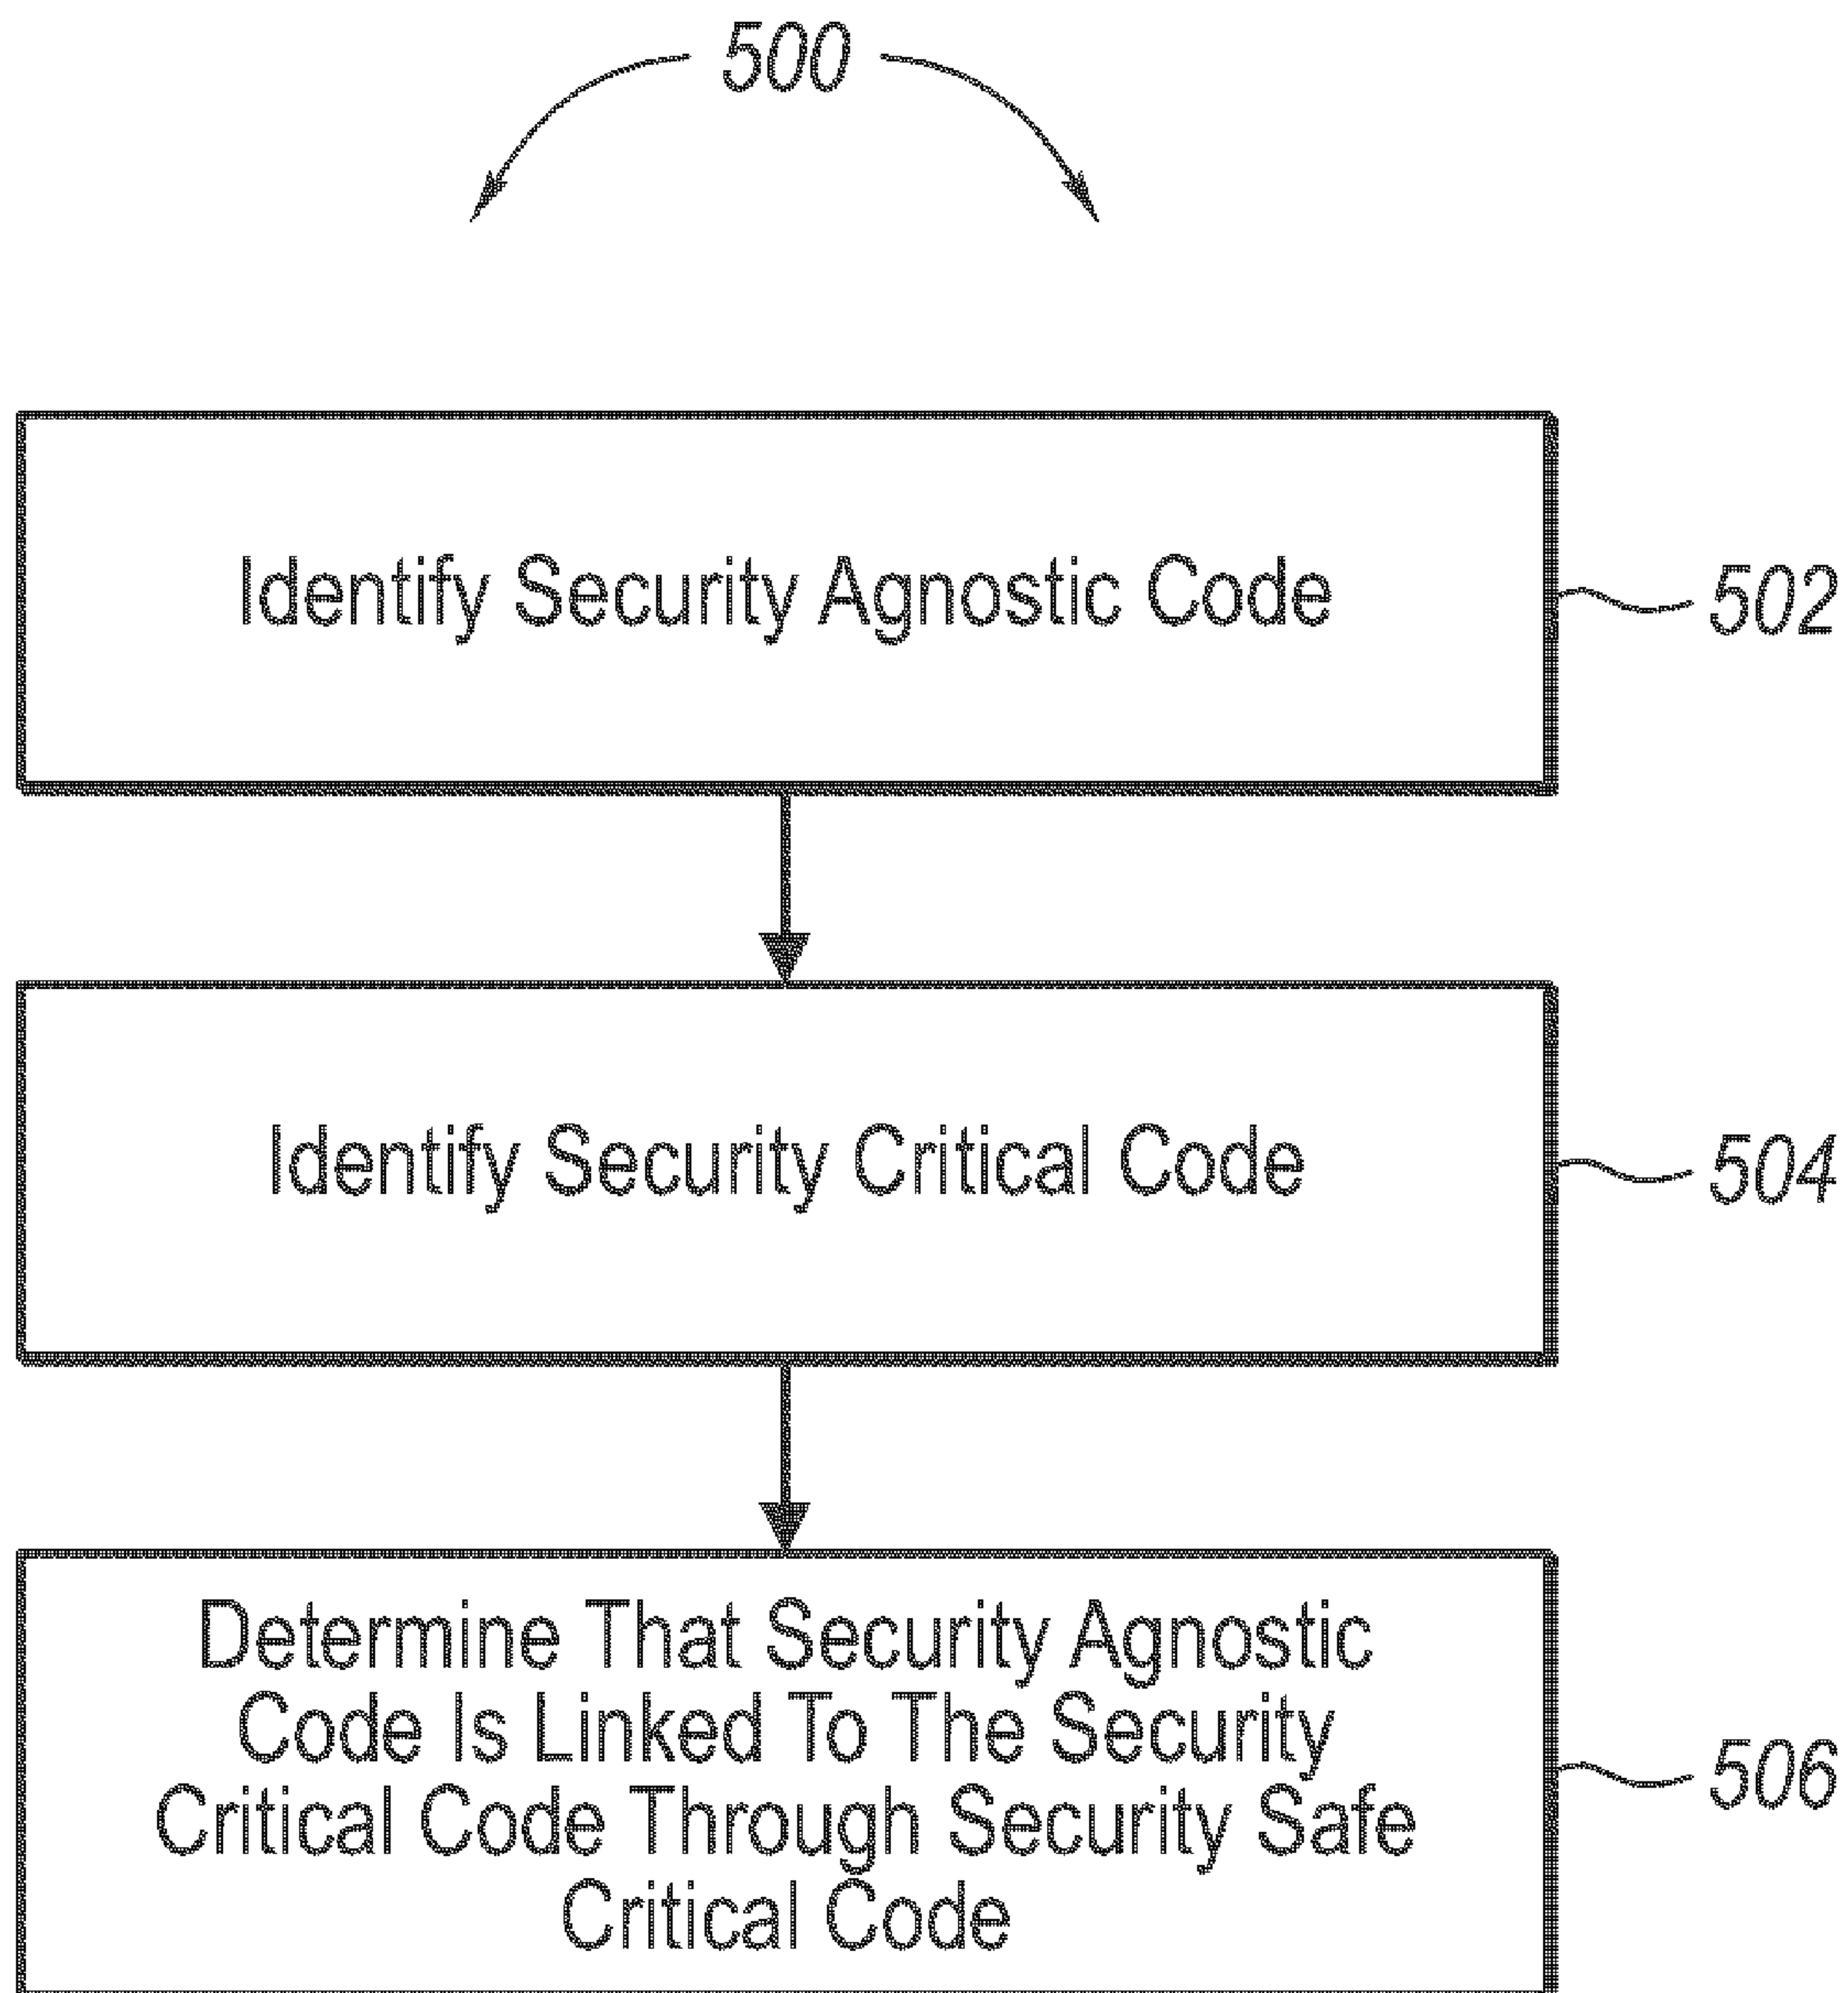 500
Identify Security Agnostic Code
502
Identify Security Critical Code
504
Determine That Security Agnostic
Code Is Linked To The Security
Critical Code Through Security Safe
Critical Code
506